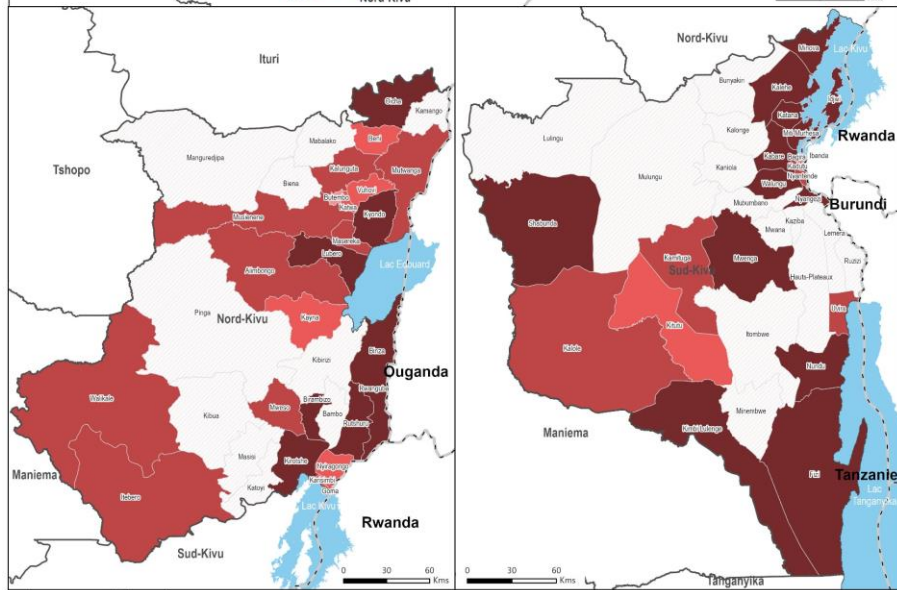 Nord-Kivu
Ituri
Oicha
Kamango
Mabalako
Beni
Manguredjipa
Kalunguta
Mutwanga
Tshopo
Biena
Butembo
Vuhovi
Katwa
Musienene
Kyondo
Masereka
Lubero
Lac Edouard
Alimbongo
Pinga
Nord-Kivu
Kayna
Kibirizi
Binza
Ouganda
Rwanguba
Walikale
Birambizo
Mweso
Bambo
Kibua
Rutshuru
Masisi
Kirotshe
Nyiragongo
Maniema
Katoyi
Karisimbi
Itebero
Goma
Lac Kivu
Rwanda
Sud-Kivu
0 30 60
Kms
Nord-Kivu
Minova
Lac Kivu
Bunyakiri
Kalehe
Idjwi
Katana
Lulingu
Kalonge
Miti Murhesa
Rwanda
Kabare
Bagira
Ibanda
Kadutu
Mulungu
Kaniola
Nyantende
Walungu
Nyangezi
Mubumbano
Burundi
Shabunda
Kaziba
Mwana
Lemera
Kamituga
Mwenga
Ruzizi
Sud-Kivu
Hauts-Plateaux
Uvira
Kitutu
Itombwe
Kalole
Nundu
Minembwe
Kimbi Lulenge
Maniema
Fizi
Tanzanie
Lac
Tanganyika
Tanganyika
0 30 60
Kms